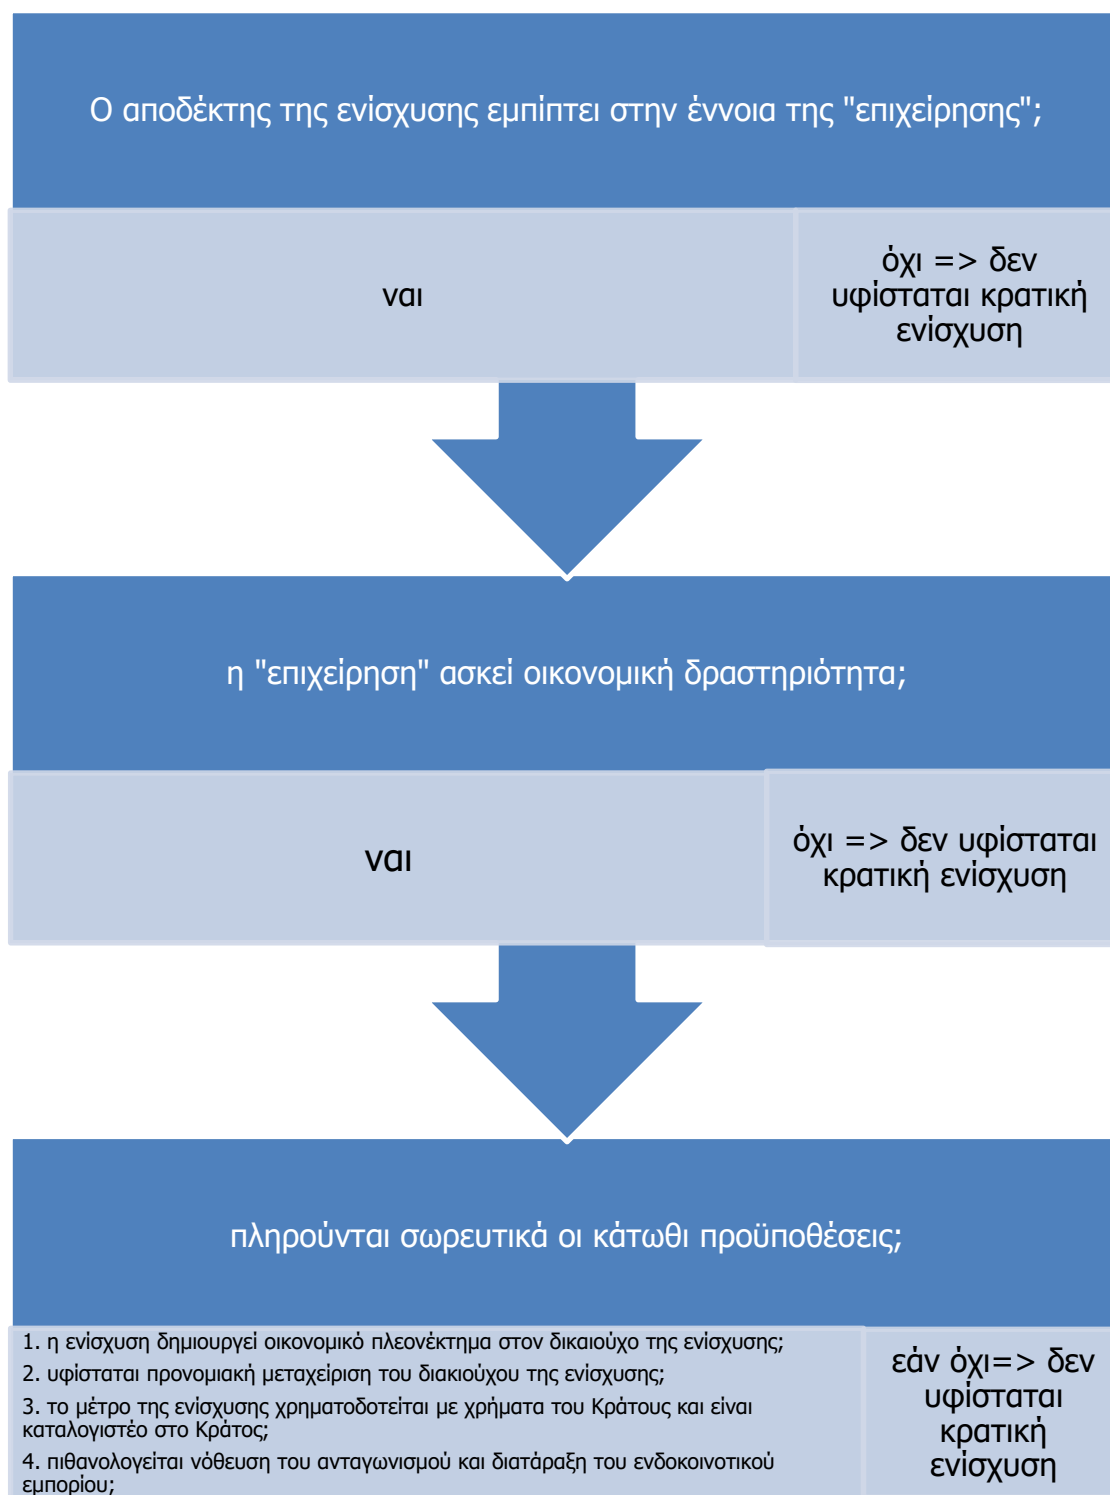 Ο αποδέκτης της ενίσχυσης εμπίπτει στην έννοια της "επιχείρησης";
ναι
όχι => δεν
υφίσταται κρατική
ενίσχυση
η "επιχείρηση" ασκεί οικονομική δραστηριότητα;
ναι
όχι => δεν υφίσταται
κρατική ενίσχυση
πληρούνται σωρευτικά οι κάτωθι προϋποθέσεις;
1. η ενίσχυση δημιουργεί οικονομικό πλεονέκτημα στον δικαιούχο της ενίσχυσης;
2. υφίσταται προνομιακή μεταχείριση του διακιούχου της ενίσχυσης;
3. το μέτρο της ενίσχυσης χρηματοδοτείται με χρήματα του Κράτους και είναι
καταλογιστέο στο Κράτος;
4. πιθανολογείται νόθευση του ανταγωνισμού και διατάραξη του ενδοκοινοτικού
εμπορίου;
εάν όχι=> δεν
υφίσταται
κρατική
ενίσχυση